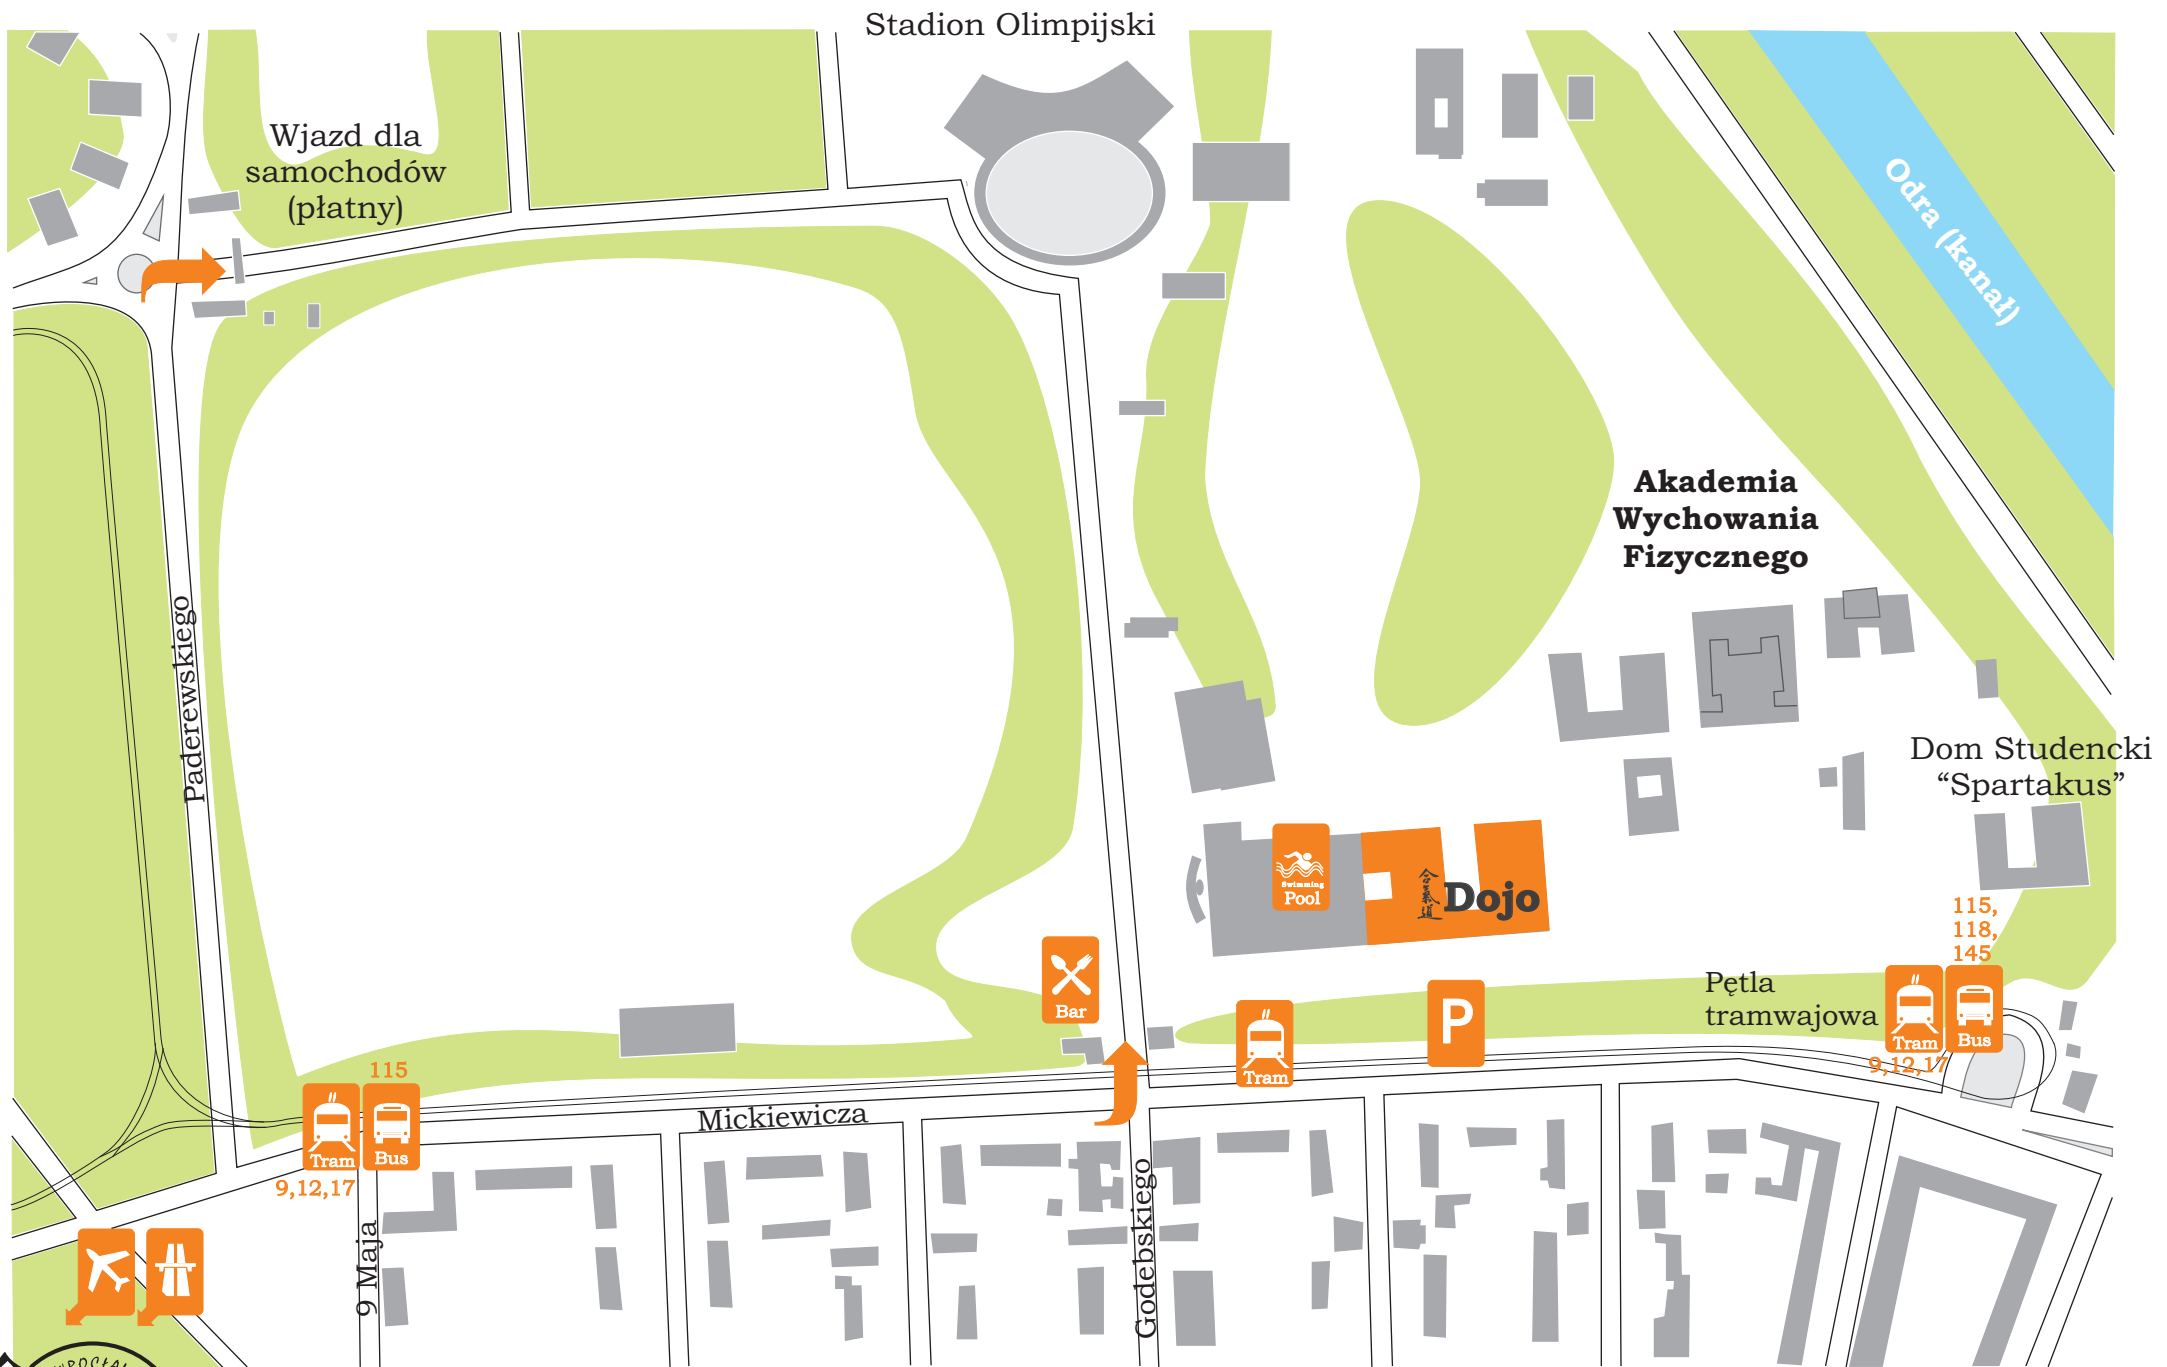 Stadion Olimpijski
Wjazd dla
samochodów
(płatny)
Odra (kanał)
Akademia
Wychowania
Fizycznego
Paderewskiego
Dom Studencki
“Spartakus”
Swimming
Pool
Dojo
115,
118,
145
Bar
Pętla
tramwajowa
Tram
Bus
9,12,17
P
Tram
115
Tram
Bus
9,12,17
Mickiewicza
9 Maja
Godebskiego